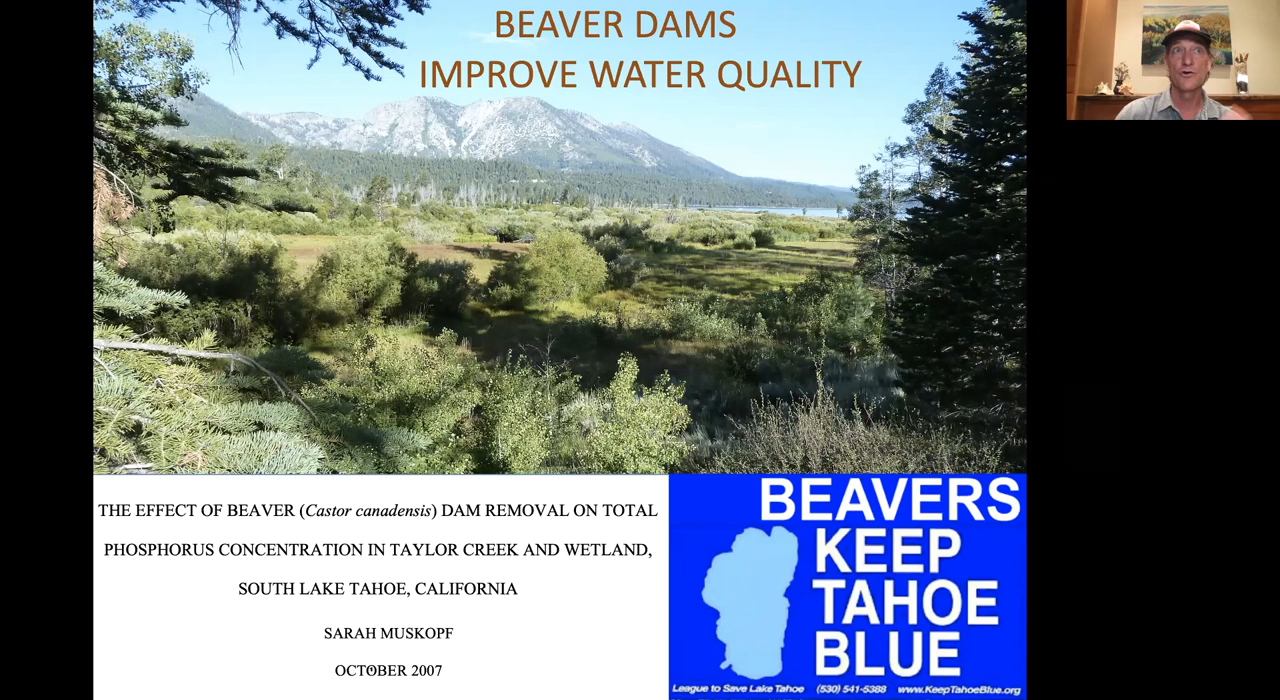 BEAVER DAMS
IMPROVE WATER QUALITY
THE EFFECT OF BEAVER (Castor canadensis) DAM REMOVAL ON TOTAL
PHOSPHORUS CONCENTRATION IN TAYLOR CREEK AND WETLAND,
SOUTH LAKE TAHOE, CALIFORNIA
SARAH MUSKOPF
OCTOBER 2007
BEAVERS
KEEP
TAHOE
BLUE
League to Save Lake Tahoe (530) 541-5388 www.KeepTahoeBlue.org